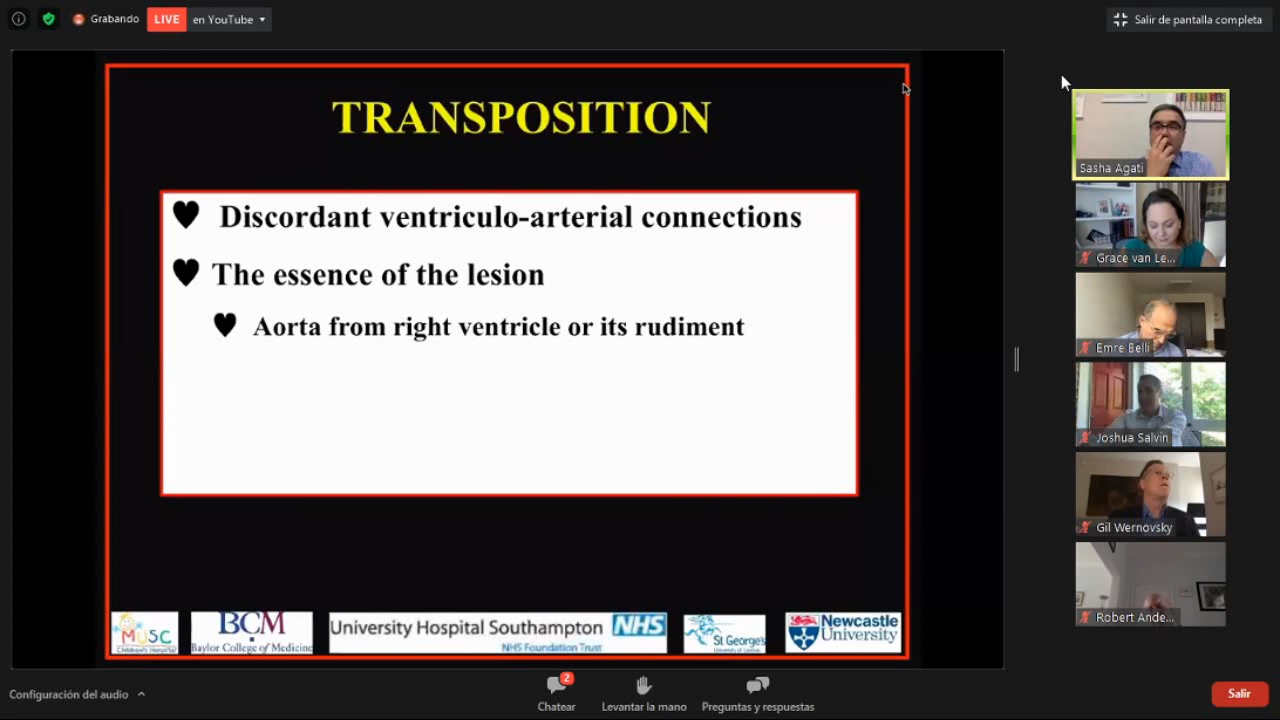 Grabando
LIVE
en YouTube
Salir de pantalla completa
TRANSPOSITION
Discordant ventriculo-arterial connections
The essence of the lesion
Aorta from right ventricle or its rudiment
MUSC
Children's Hospital
BCM
Baylor College of Medicine
University Hospital Southampton
NHS
NHS Foundation Trust
St George's
University of London
Newcastle
University
Sasha Agati
Grace van Le...
Emre Belli
Joshua Salvin
Gil Wernovsky
Robert Ande...
Configuración del audio
2
Chatear
Levantar la mano
Preguntas y respuestas
Salir